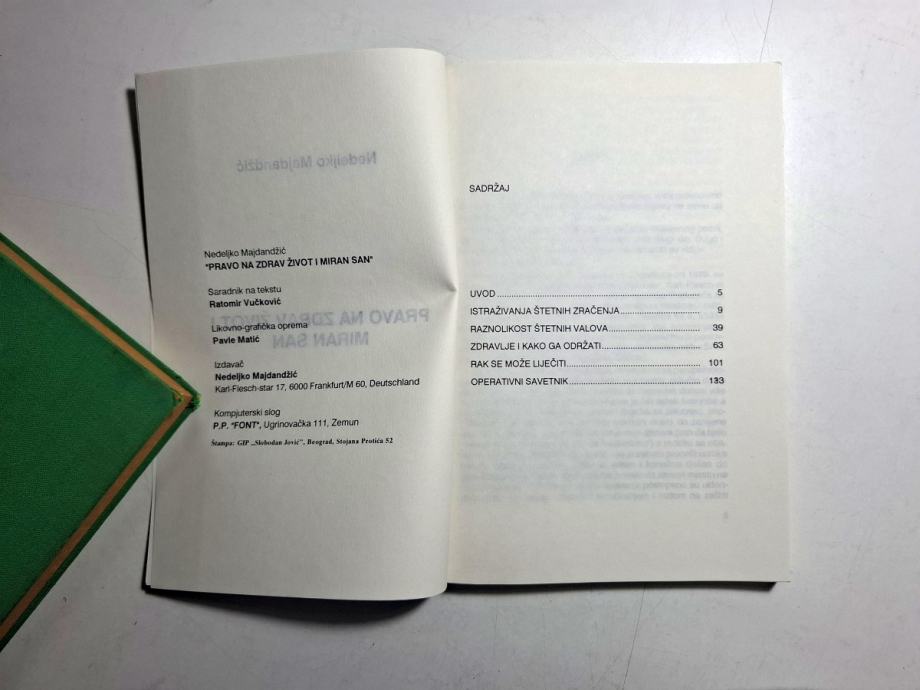 Nedeljko Majdandžić
"PRAVO NA ZDRAV ŽIVOT I MIRAN SAN"
Saradnik na tekstu
Ratomir Vučković
Likovno-grafička oprema
Pavle Matić
Izdavač
Nedeljko Majdandžić
Karl-Flesch-star 17, 6000 Frankfurt/M 60, Deutschland
Kompjuterski slog
P.P. "FONT", Ugrinovačka 111, Zemun
Štampa: GIP „Slobodan Jović", Beograd, Stojana Protića 52
SADRŽAJ
UVOD 5
ISTRAŽIVANJA ŠTETNIH ZRAČENJA 9
RAZNOLIKOST ŠTETNIH VALOVA 39
ZDRAVLJE I KAKO GA ODRŽATI 63
RAK SE MOŽE LIJEČITI 101
OPERATIVNI SAVETNIK 133